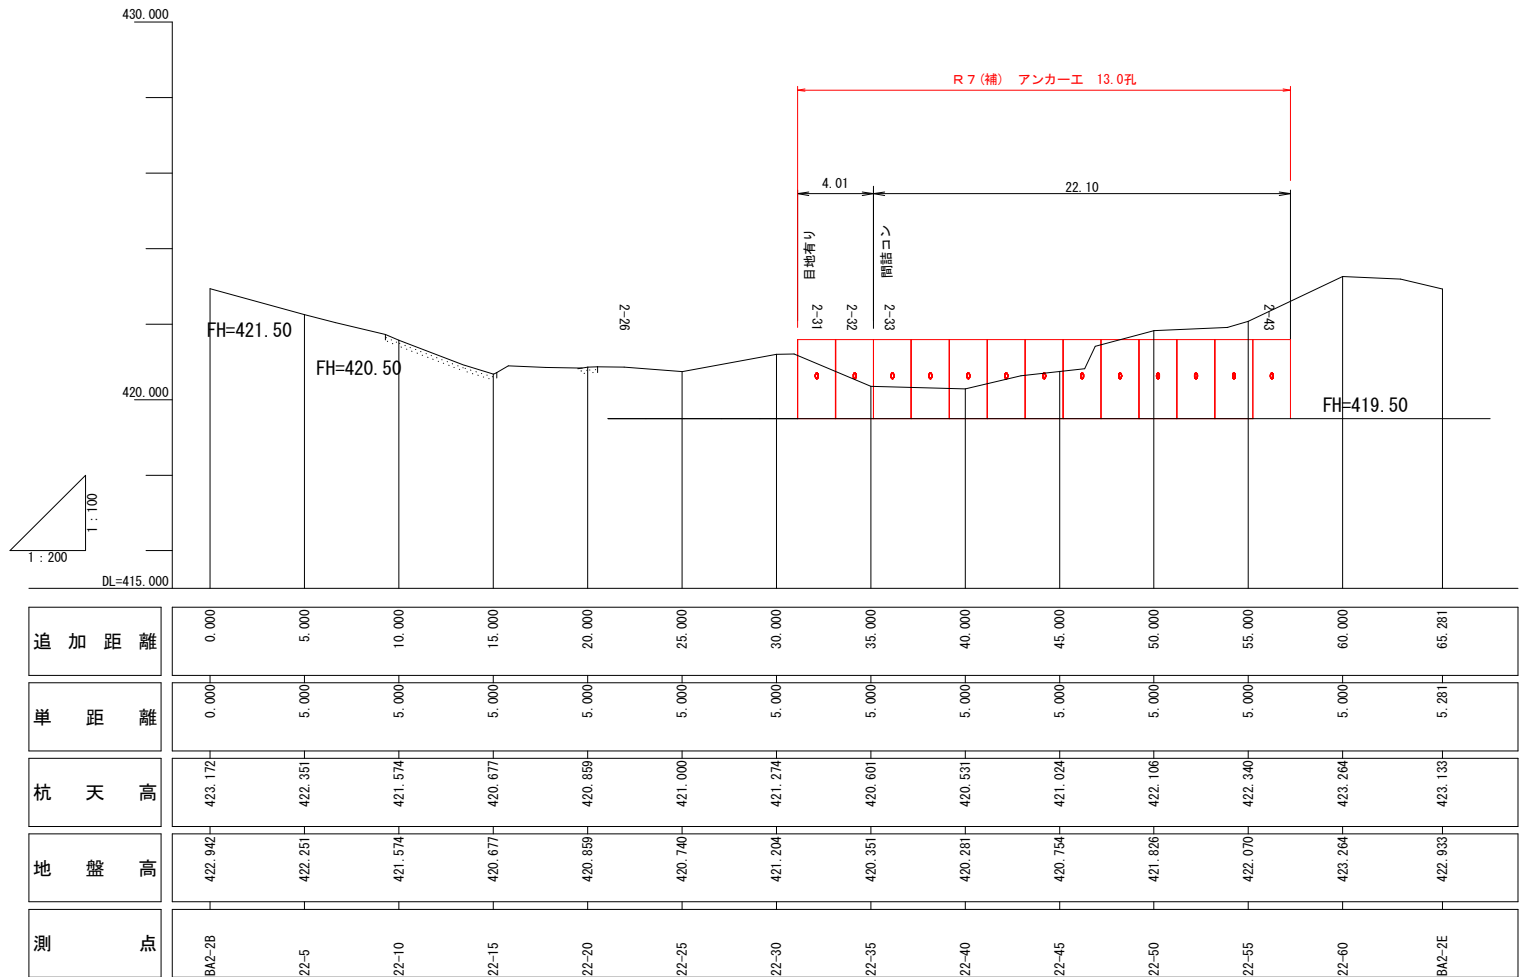 430.000
R7(補) アンカー工 13.0孔
4.01
22.10
目地有り
間詰コン
2-26
2-31
2-32
2-33
2-43
FH=421.50
FH=420.50
420.000
FH=419.50
1:100
1:200
DL=415.000
追加距離 0.000 5.000 10.000 15.000 20.000 25.000 30.000 35.000 40.000 45.000 50.000 55.000 60.000 65.281
単距離 0.000 5.000 5.000 5.000 5.000 5.000 5.000 5.000 5.000 5.000 5.000 5.000 5.000 5.281
杭天高 423.172 422.351 421.574 420.677 420.859 421.000 421.274 420.601 420.531 421.024 422.106 422.340 423.264 423.133
地盤高 422.942 422.251 421.574 420.677 420.859 420.740 421.204 420.351 420.281 420.754 421.826 422.070 423.264 422.933
測点 BA2-2B 22-5 22-10 22-15 22-20 22-25 22-30 22-35 22-40 22-45 22-50 22-55 22-60 BA2-2E